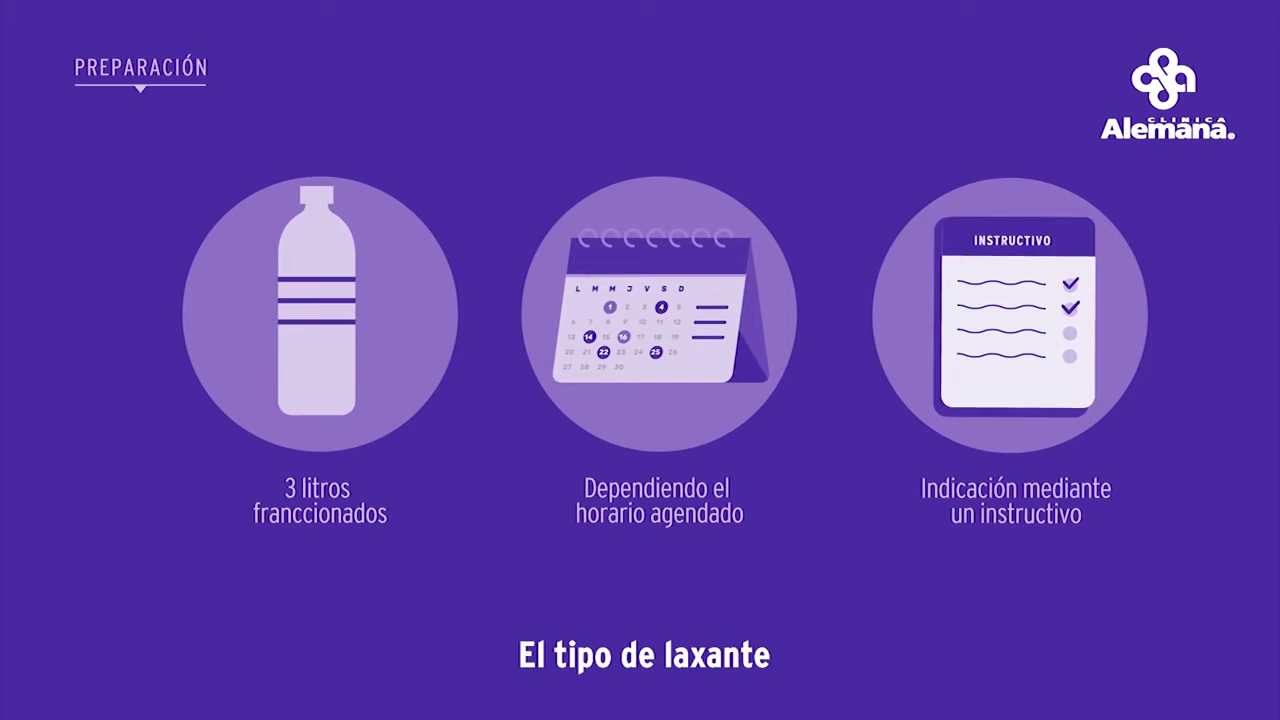 PREPARACIÓN
CLINICA
Alemana.
INSTRUCTIVO
L M M J V S D
1 2 3 4 5
6 7 8 9 10 11 12
13 14 15 16 17 18 19
20 21 22 23 24 25 26
27 28 29 30
3 litros
franccionados
Dependiendo el
horario agendado
Indicación mediante
un instructivo
El tipo de laxante